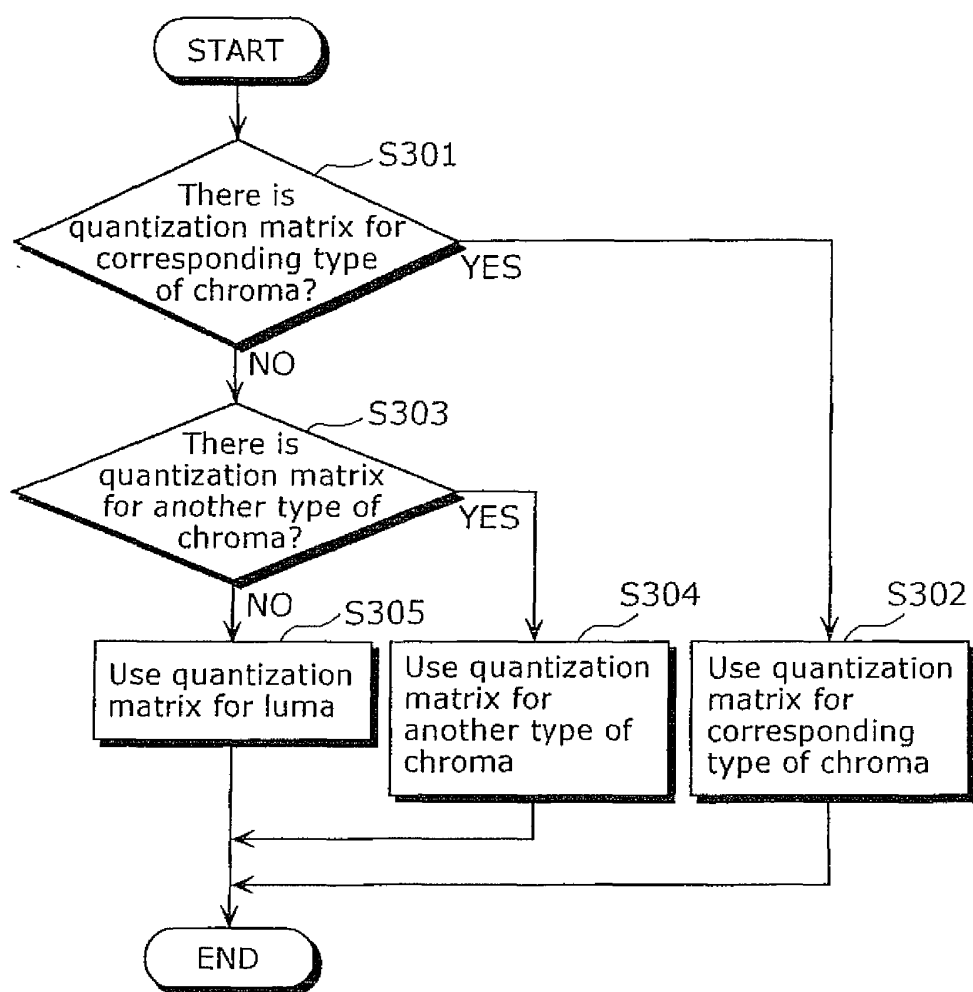 START
S301
There is
quantization matrix for
corresponding type
of chroma?
YES
NO
S303
There is
quantization matrix
for another type of
chroma?
YES
NO
S305
Use quantization
matrix for luma
S304
Use quantization
matrix for
another type of
chroma
S302
Use quantization
matrix for
corresponding
type of chroma
END